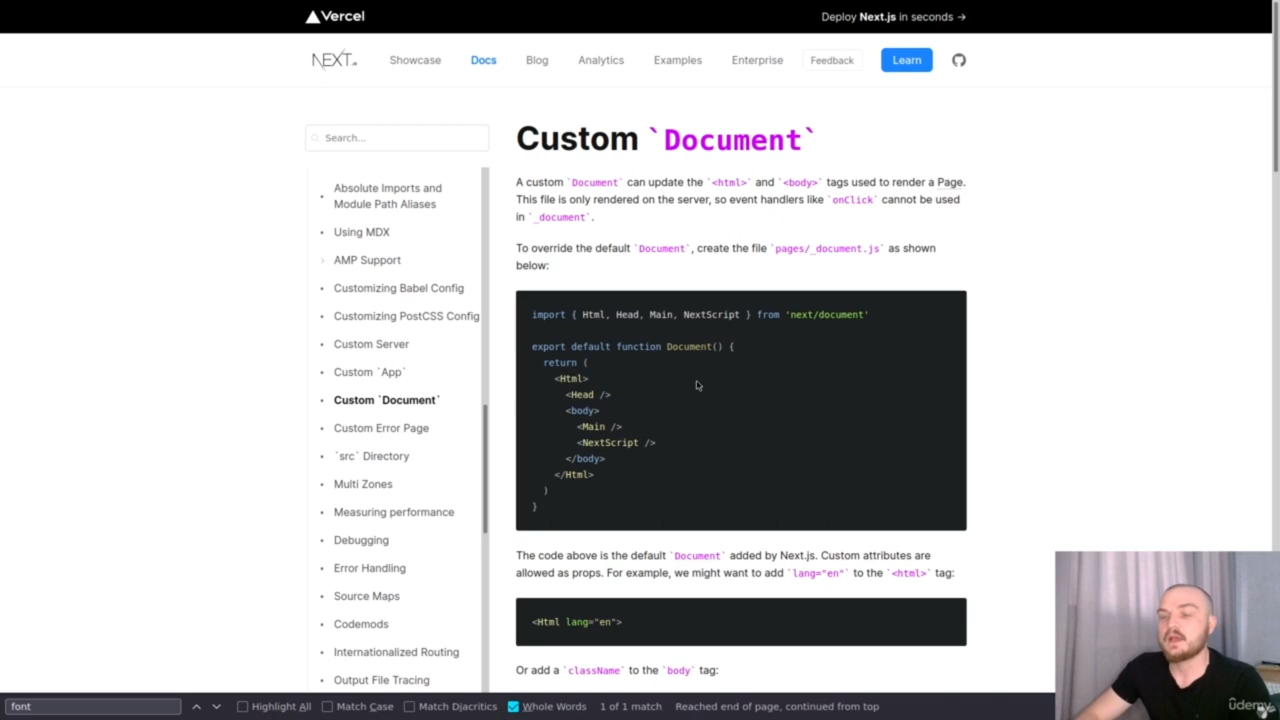 Vercel
Deploy Next.js in seconds →
NEXT.JS
Showcase
Docs
Blog
Analytics
Examples
Enterprise
Feedback
Learn
Search...
Absolute Imports and
Module Path Aliases
Using MDX
AMP Support
Customizing Babel Config
Customizing PostCSS Config
Custom Server
Custom `App`
Custom `Document`
Custom Error Page
`src` Directory
Multi Zones
Measuring performance
Debugging
Error Handling
Source Maps
Codemods
Internationalized Routing
Output File Tracing
Custom `Document`
A custom `Document` can update the `<html>` and `<body>` tags used to render a Page.
This file is only rendered on the server, so event handlers like `onClick` cannot be used
in `_document`.
To override the default `Document`, create the file `pages/_document.js` as shown
below:
import { Html, Head, Main, NextScript } from 'next/document'
export default function Document() {
return (
<Html>
<Head />
<body>
<Main />
<NextScript />
</body>
</Html>
)
}
The code above is the default `Document` added by Next.js. Custom attributes are
allowed as props. For example, we might want to add `lang="en"` to the `<html>` tag:
<Html lang="en">
Or add a `className` to the `body` tag:
font
Highlight All
Match Case
Match Diacritics
Whole Words
1 of 1 match
Reached end of page, continued from top
ûdemy